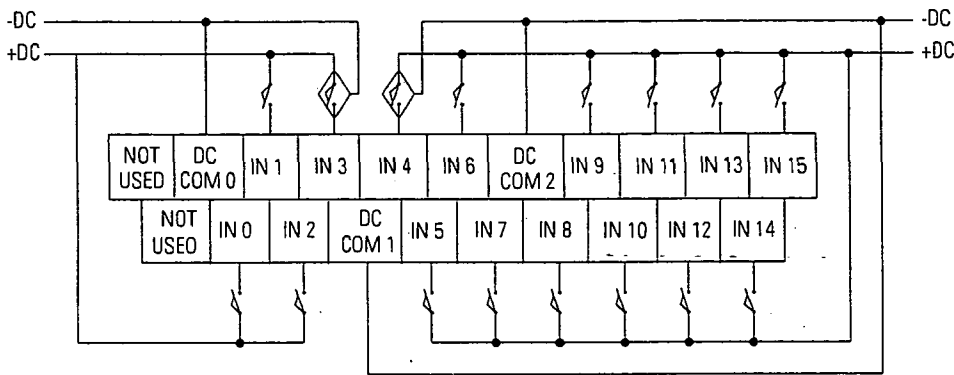 -DC
-DC
+DC
+DC
NOT
USED
DC
COM 0
IN 1
IN 3
IN 4
IN 6
DC
COM 2
IN 9
IN 11
IN 13
IN 15
NOT
USEO
IN 0
IN 2
DC
COM 1
IN 5
IN 7
IN 8
IN 10
IN 12
IN 14